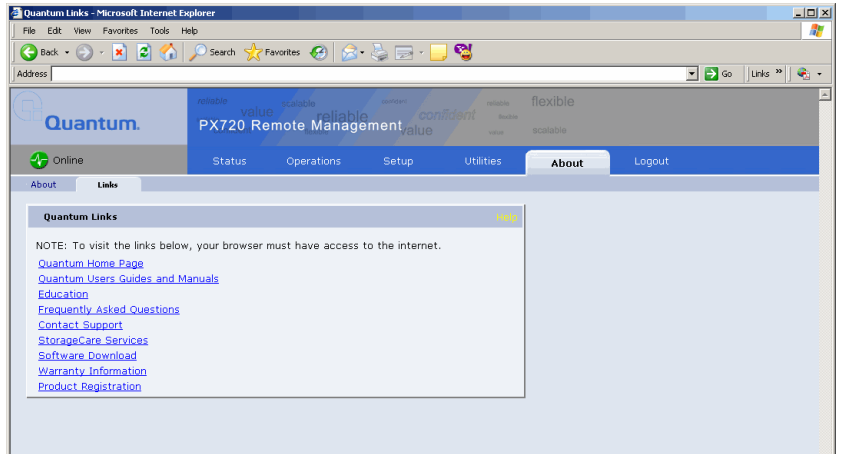 Quantum Links - Microsoft Internet Explorer
File Edit View Favorites Tools Help
Back Search Favorites
Address Go Links »
Quantum.
reliable value scalable reliable confident confident reliable flexible
PX720 Remote Management value value scalable
Online Status Operations Setup Utilities About Logout
About Links
Quantum Links Help
NOTE: To visit the links below, your browser must have access to the internet.
Quantum Home Page
Quantum Users Guides and Manuals
Education
Frequently Asked Questions
Contact Support
StorageCare Services
Software Download
Warranty Information
Product Registration